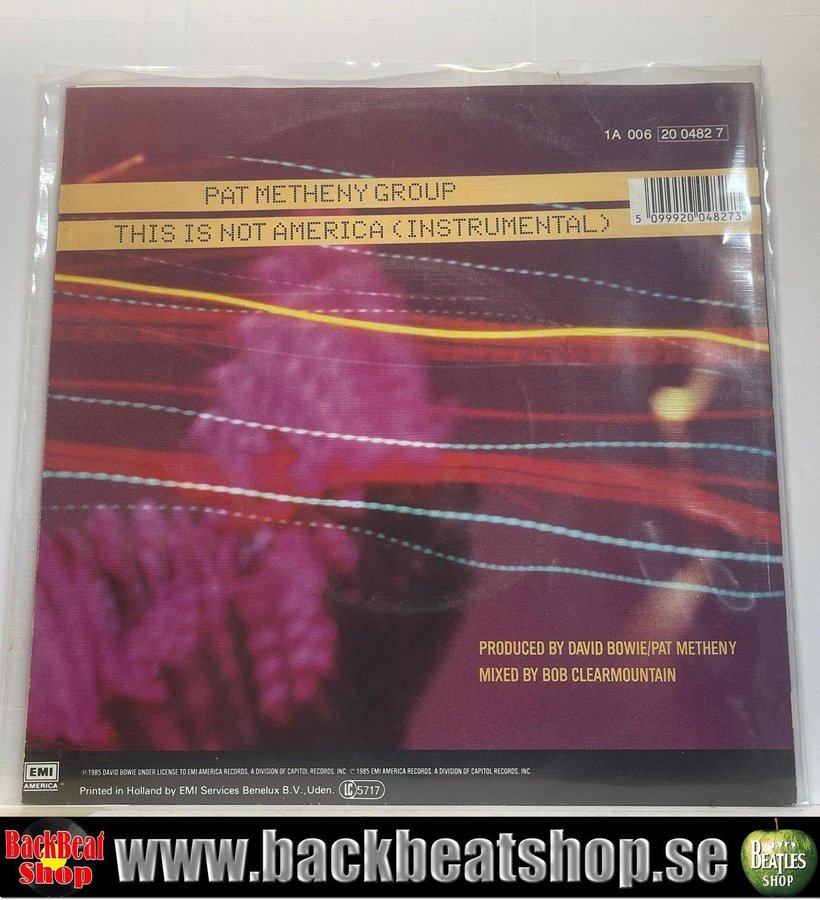 1A 006 20 0482 7
PAT METHENY GROUP
5 099920 048273
THIS IS NOT AMERICA (INSTRUMENTAL)
PRODUCED BY DAVID BOWIE/PAT METHENY
MIXED BY BOB CLEARMOUNTAIN
EMI
AMERICA
℗ 1985 DAVID BOWIE UNDER LICENSE TO EMI AMERICA RECORDS, A DIVISION OF CAPITOL RECORDS, INC © 1985 EMI AMERICA RECORDS, A DIVISION OF CAPITOL RECORDS, INC
Printed in Holland by EMI Services Benelux B.V.,Uden. LC 5717
BackBeat
Shop
www.backbeatshop.se
BEATLES
SHOP